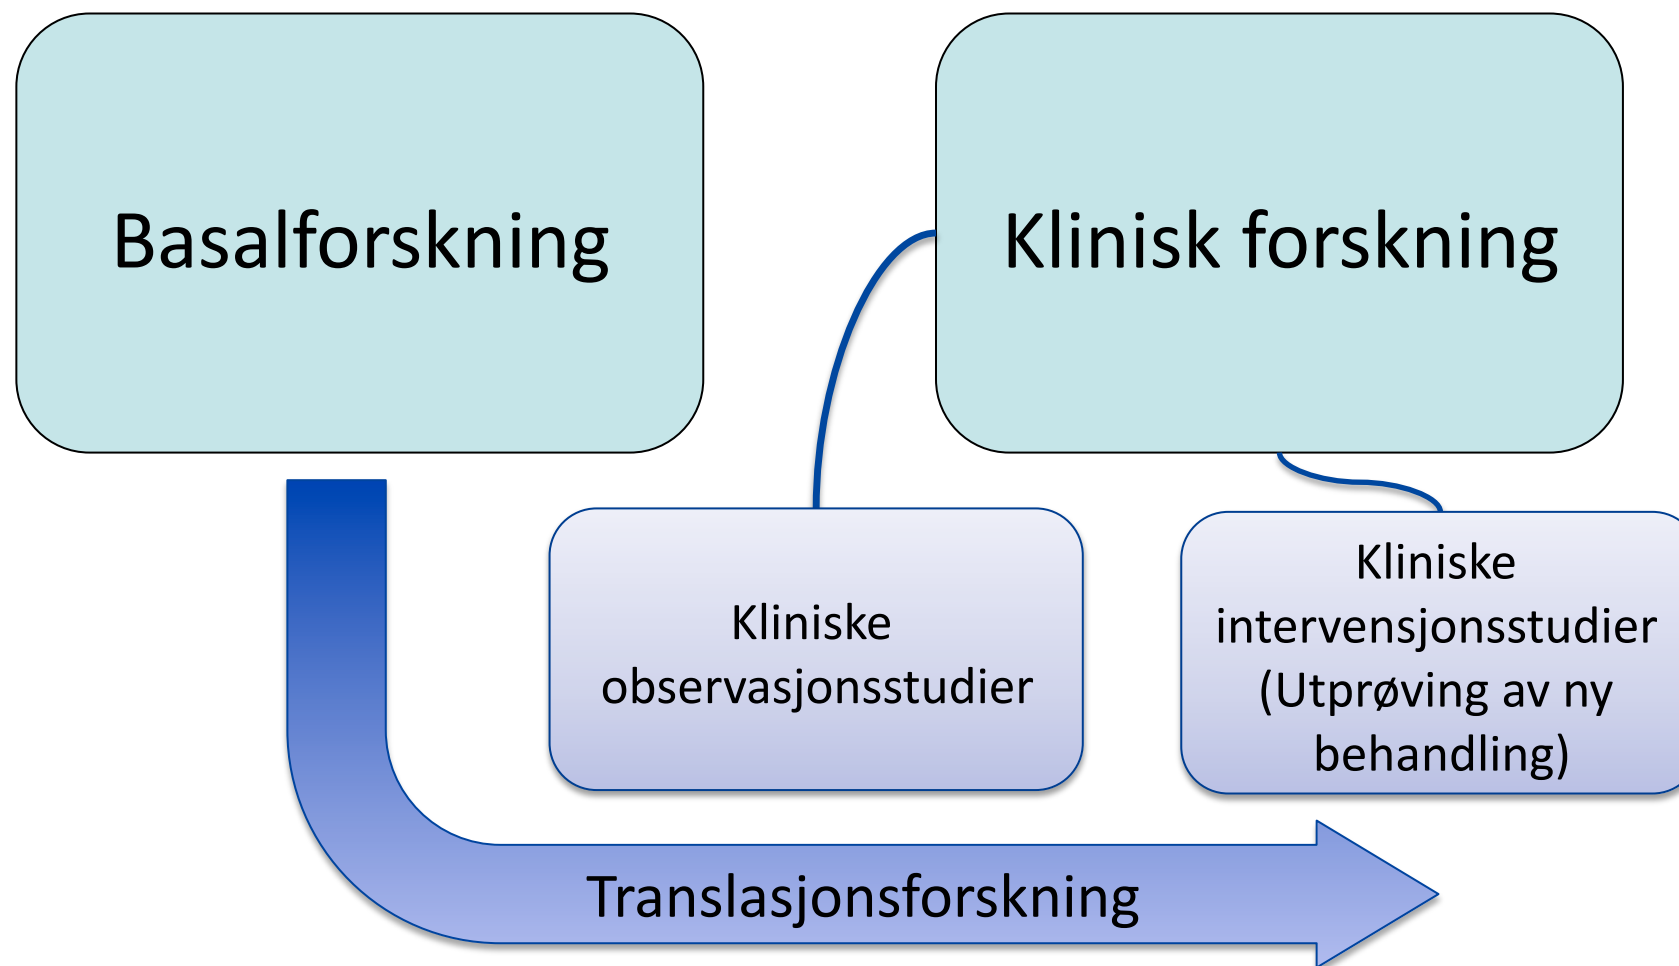 Basalforskning
Klinisk forskning
Kliniske
observasjonsstudier
Kliniske
intervensjonsstudier
(Utprøving av ny
behandling)
Translasjonsforskning